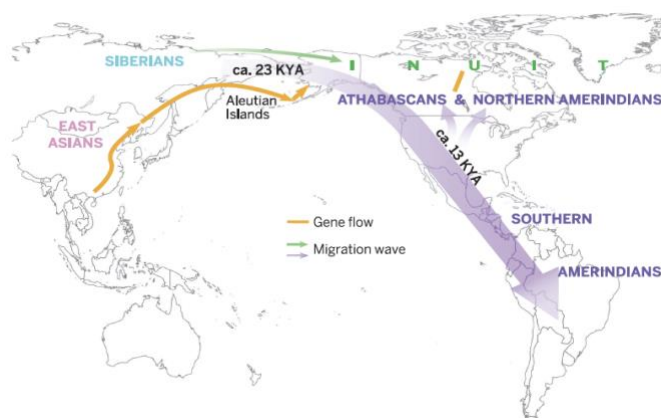 SIBERIANS
ca. 23 KYA
I N U I T
Aleutian
Islands
ATHABASCANS & NORTHERN AMERINDIANS
EAST
ASIANS
ca. 13 KYA
SOUTHERN
AMERINDIANS
Gene flow
Migration wave